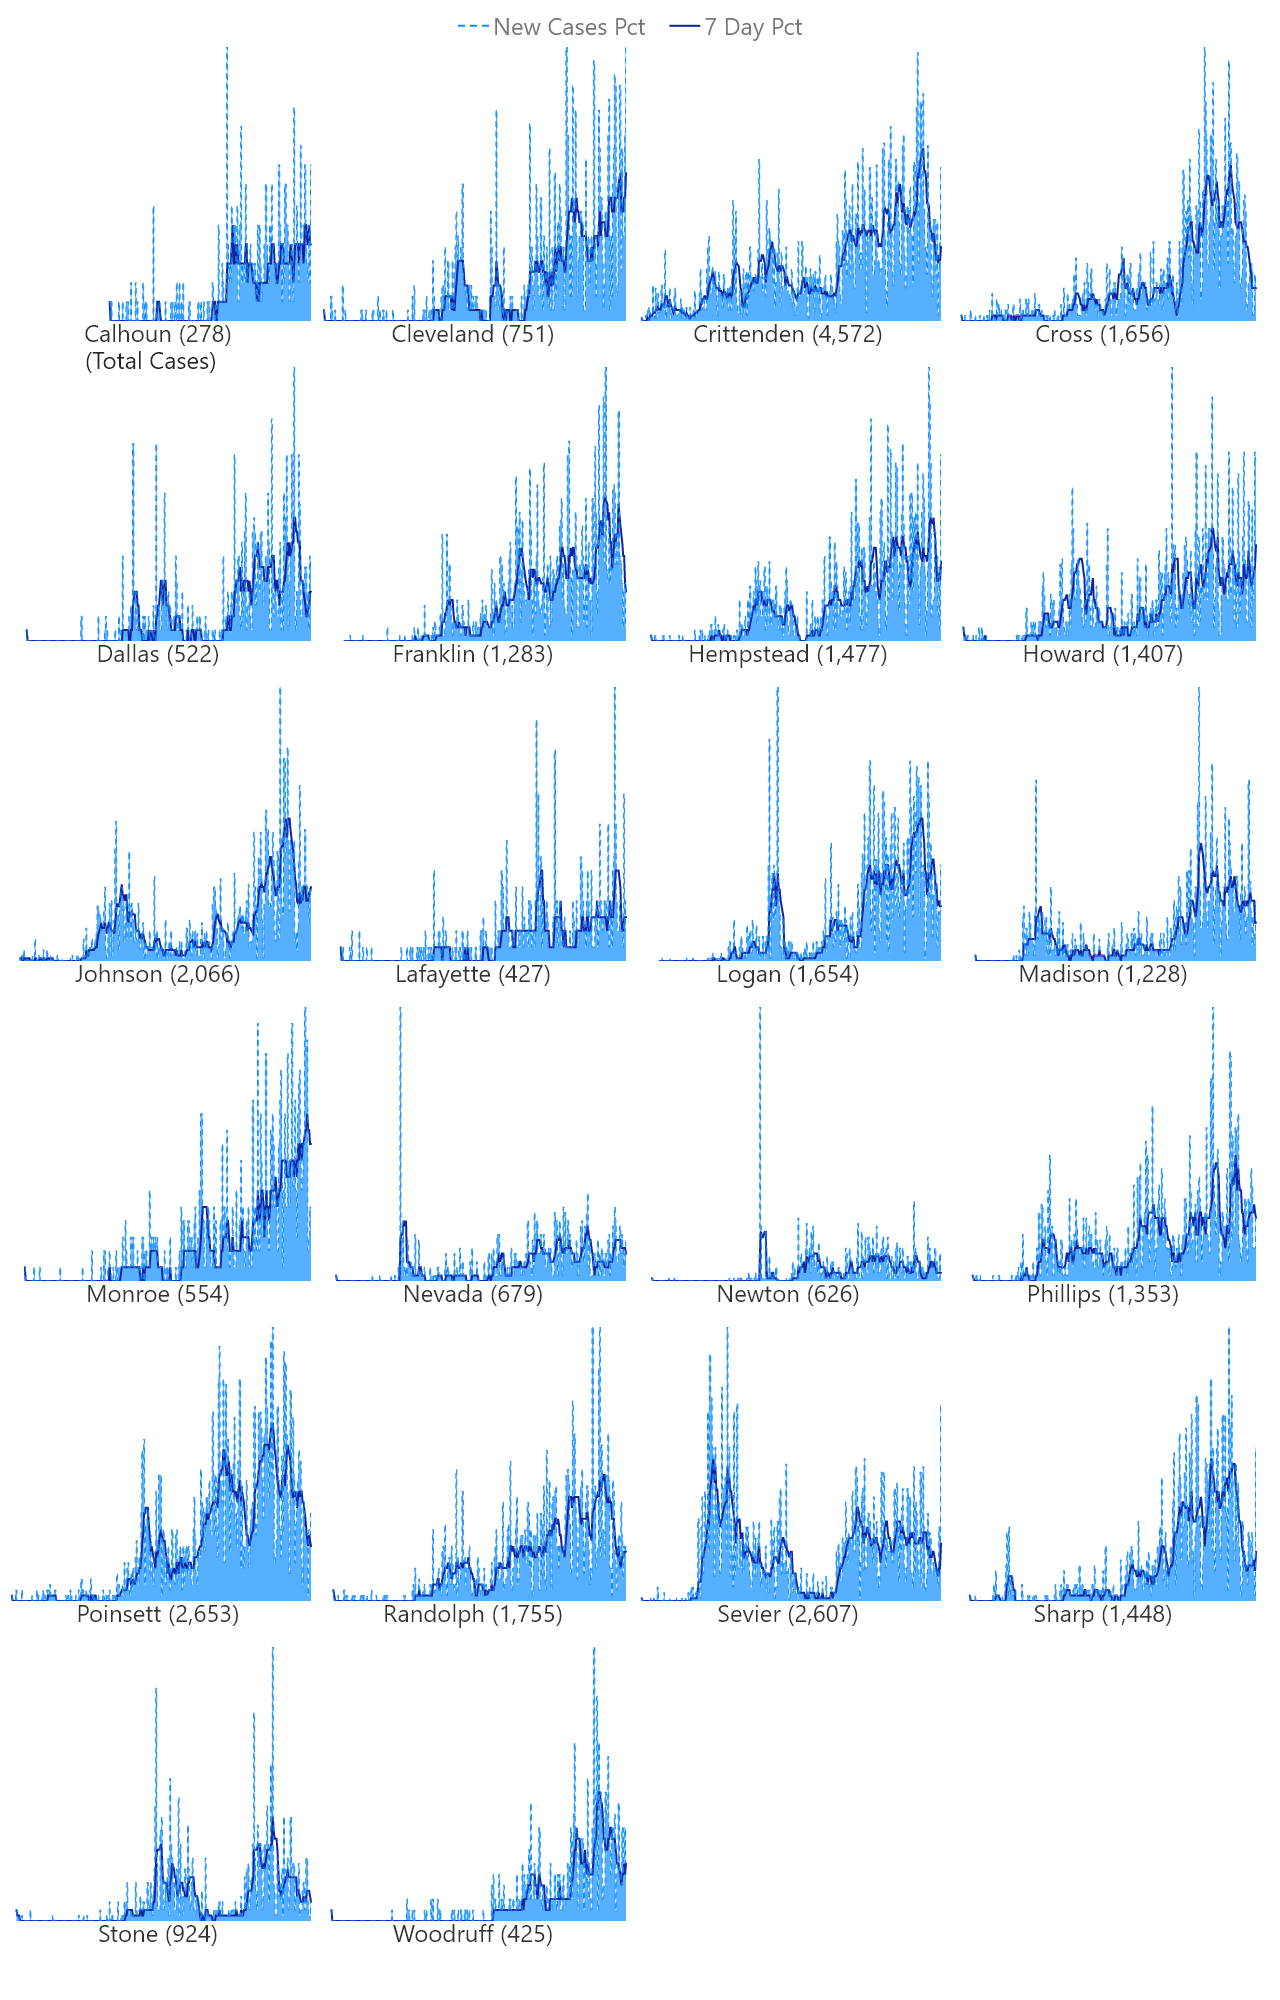 New Cases Pct 7 Day Pct
Calhoun (278) Cleveland (751) Crittenden (4,572) Cross (1,656)
(Total Cases)
Dallas (522) Franklin (1,283) Hempstead (1,477) Howard (1,407)
Johnson (2,066) Lafayette (427) Logan (1,654) Madison (1,228)
Monroe (554) Nevada (679) Newton (626) Phillips (1,353)
Poinsett (2,653) Randolph (1,755) Sevier (2,607) Sharp (1,448)
Stone (924) Woodruff (425)